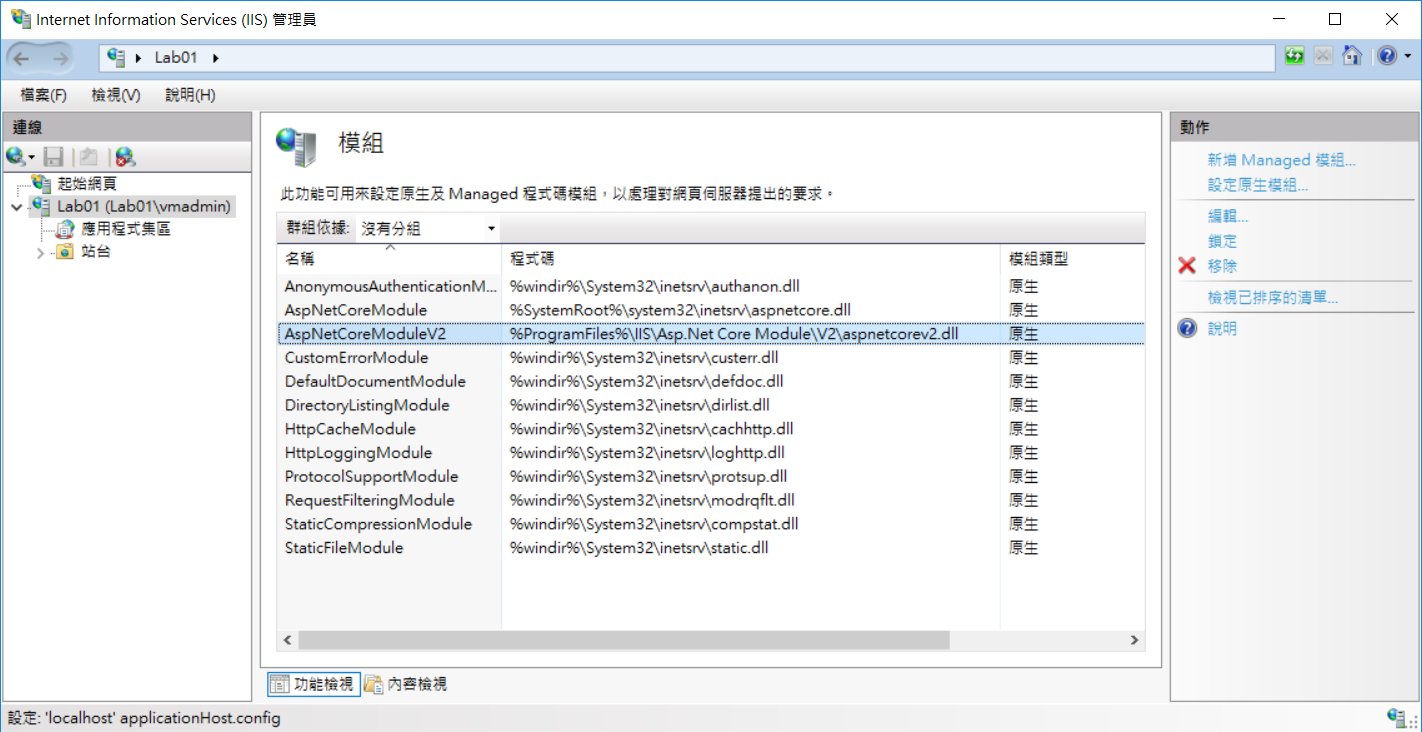 Internet Information Services (IIS) 管理員
Lab01
檔案(F) 檢視(V) 說明(H)
連線
起始網頁
Lab01 (Lab01\vmadmin)
應用程式集區
站台
模組
此功能可用來設定原生及 Managed 程式碼模組，以處理對網頁伺服器提出的要求。
群組依據: 沒有分組
名稱 程式碼 模組類型
AnonymousAuthenticationM... %windir%\System32\inetsrv\authanon.dll 原生
AspNetCoreModule %SystemRoot%\system32\inetsrv\aspnetcore.dll 原生
AspNetCoreModuleV2 %ProgramFiles%\IIS\Asp.Net Core Module\V2\aspnetcorev2.dll 原生
CustomErrorModule %windir%\System32\inetsrv\custerr.dll 原生
DefaultDocumentModule %windir%\System32\inetsrv\defdoc.dll 原生
DirectoryListingModule %windir%\System32\inetsrv\dirlist.dll 原生
HttpCacheModule %windir%\System32\inetsrv\cachhttp.dll 原生
HttpLoggingModule %windir%\System32\inetsrv\loghttp.dll 原生
ProtocolSupportModule %windir%\System32\inetsrv\protsup.dll 原生
RequestFilteringModule %windir%\System32\inetsrv\modrqflt.dll 原生
StaticCompressionModule %windir%\System32\inetsrv\compstat.dll 原生
StaticFileModule %windir%\System32\inetsrv\static.dll 原生
功能檢視 內容檢視
動作
新增 Managed 模組...
設定原生模組...
編輯...
鎖定
移除
檢視已排序的清單...
說明
設定: 'localhost' applicationHost.config